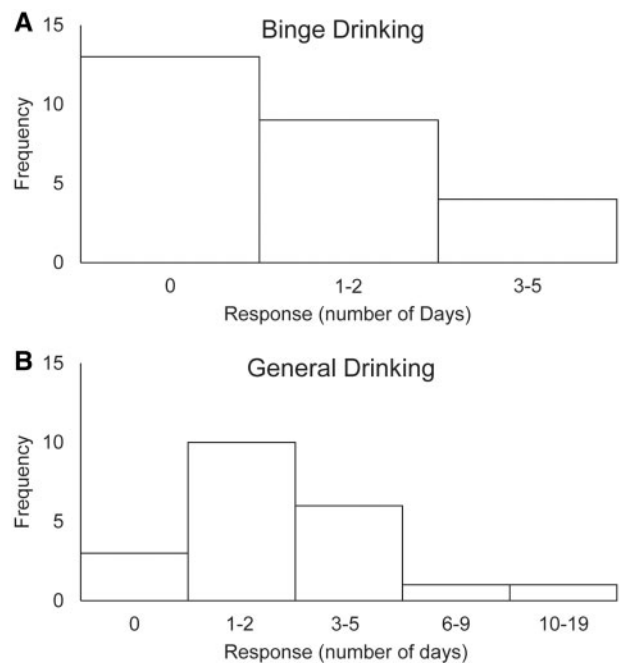 A
Binge Drinking
15
10
5
0
Frequency
0 1-2 3-5
Response (number of Days)
B
General Drinking
15
10
5
0
Frequency
0 1-2 3-5 6-9 10-19
Response (number of days)